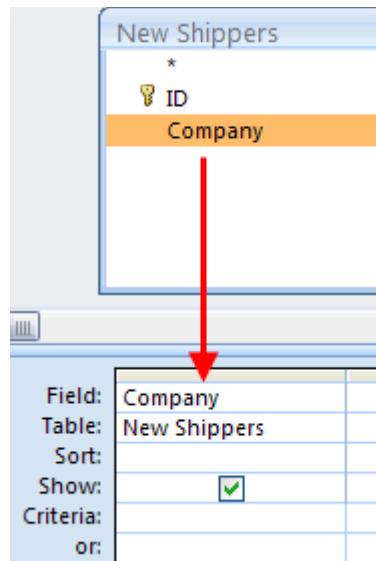 New Shippers
*
ID
Company
Field: Company
Table: New Shippers
Sort:
Show:
Criteria:
or: